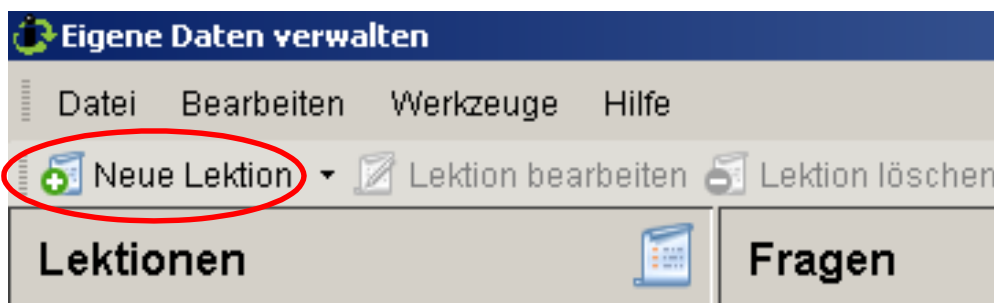 Eigene Daten verwalten
Datei Bearbeiten Werkzeuge Hilfe
Neue Lektion Lektion bearbeiten Lektion löschen
Lektionen Fragen